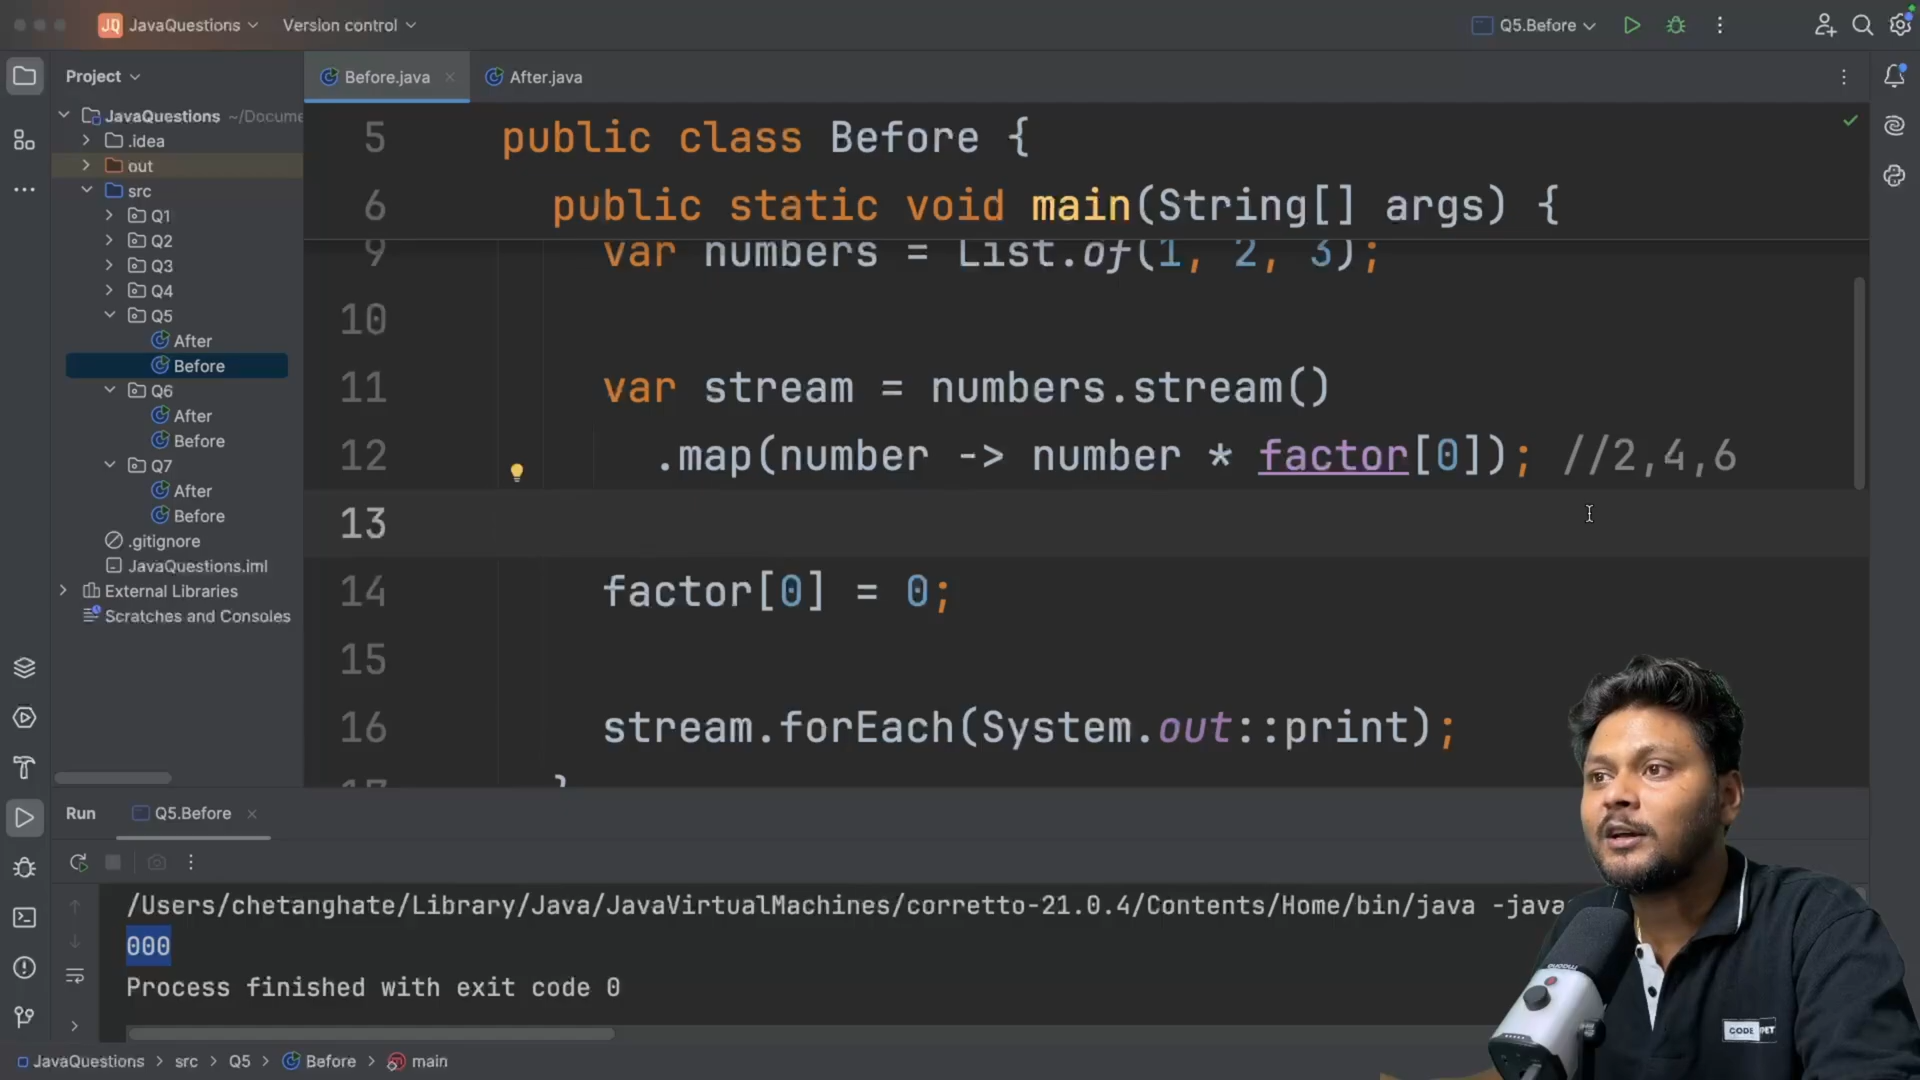 JQ JavaQuestions Version control Q5.Before
Project
Before.java After.java
JavaQuestions ~/Docume
.idea
out
src
Q1
Q2
Q3
Q4
Q5
After
Before
Q6
After
Before
Q7
After
Before
.gitignore
JavaQuestions.iml
External Libraries
Scratches and Consoles
5 public class Before {
6 public static void main(String[] args) {
9 var numbers = List.of(1, 2, 3);
10
11 var stream = numbers.stream()
12 .map(number -> number * factor[0]); //2,4,6
13
14 factor[0] = 0;
15
16 stream.forEach(System.out::print);
17 }
Run Q5.Before
/Users/chetanghate/Library/Java/JavaVirtualMachines/corretto-21.0.4/Contents/Home/bin/java -java
000
Process finished with exit code 0
JavaQuestions > src > Q5 > Before > main